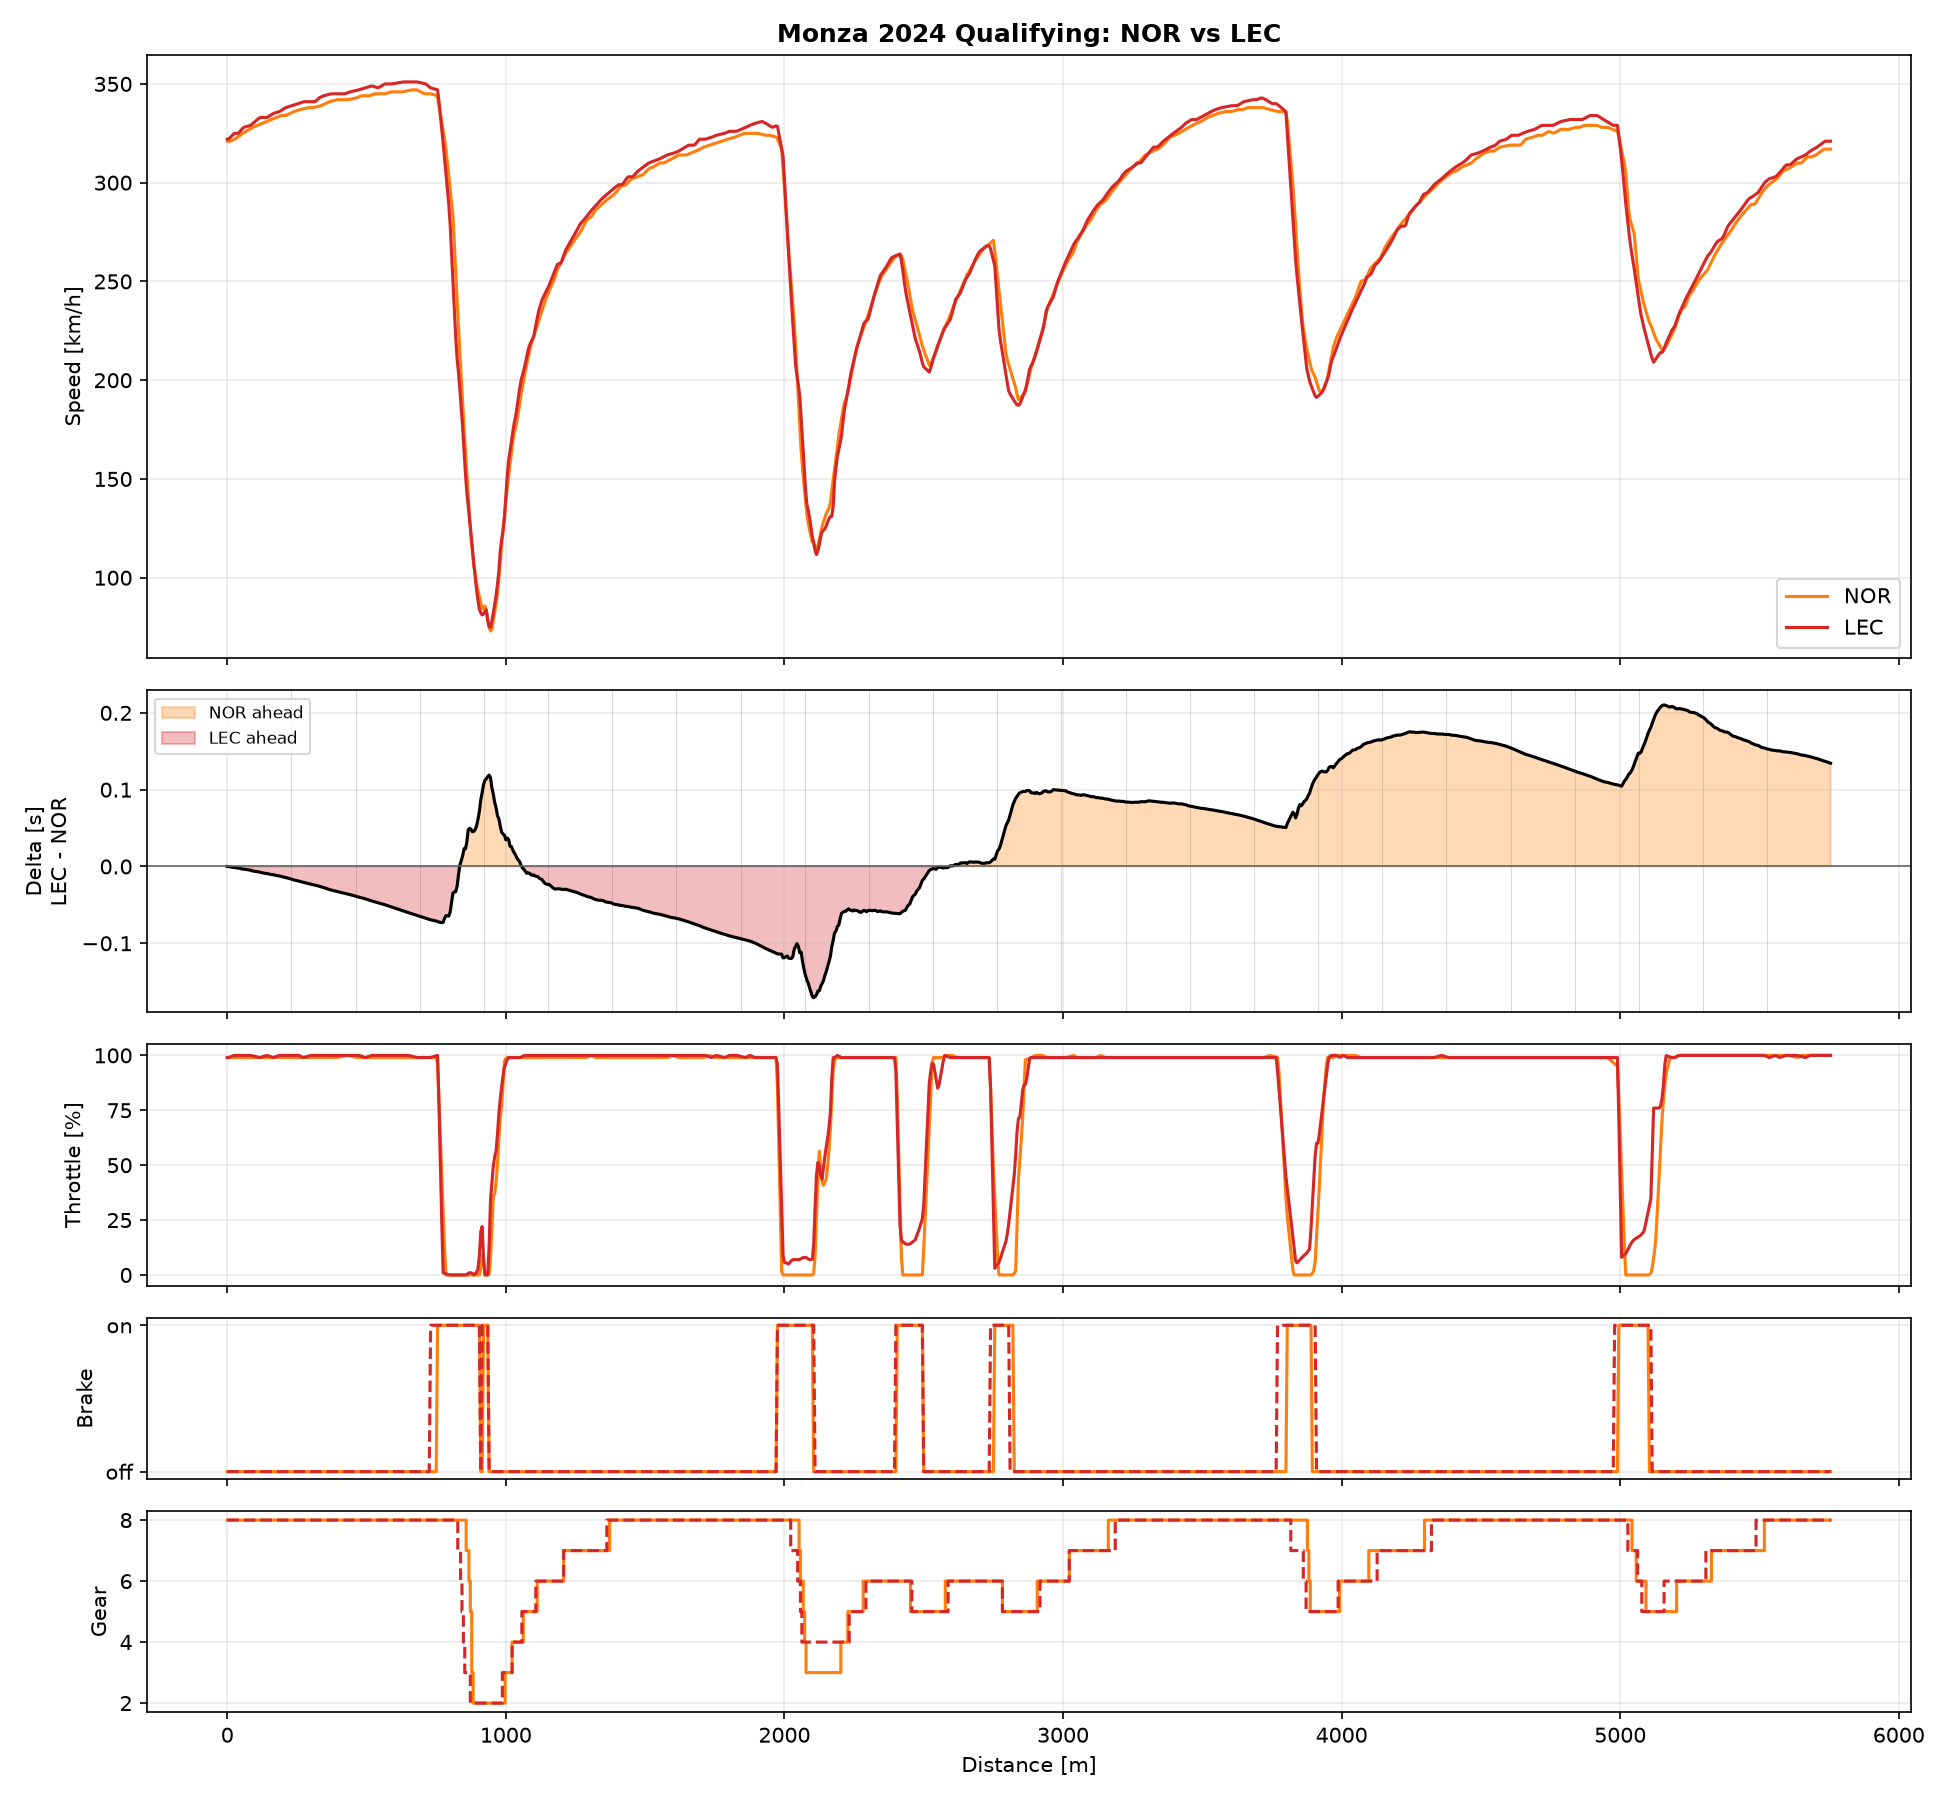 Monza 2024 Qualifying: NOR vs LEC
350
300
250
200
150
100
Speed [km/h]
NOR
LEC
0.2
0.1
0.0
−0.1
Delta [s]
LEC - NOR
NOR ahead
LEC ahead
100
75
50
25
0
Throttle [%]
on
off
Brake
8
6
4
2
Gear
0 1000 2000 3000 4000 5000 6000
Distance [m]